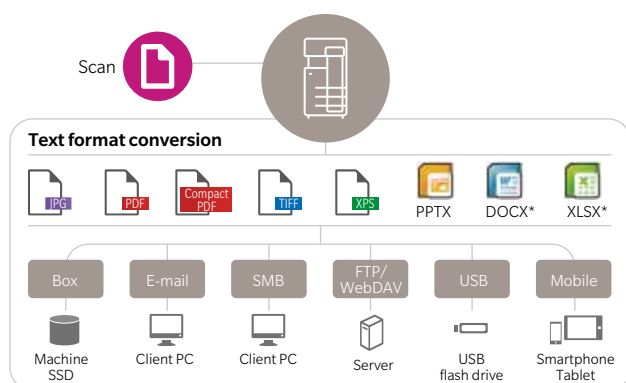 Scan
Text format conversion
JPG
PDF
Compact
PDF
TIFF
XPS
PPTX
DOCX*
XLSX*
Box
E-mail
SMB
FTP/
WebDAV
USB
Mobile
Machine
SSD
Client PC
Client PC
Server
USB
flash drive
Smartphone
Tablet